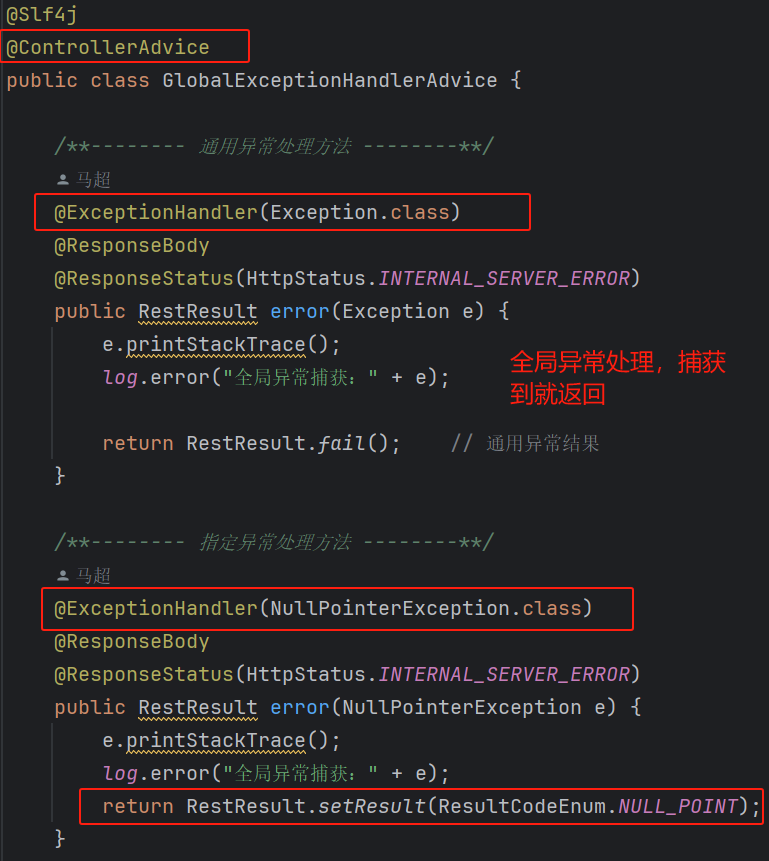 @Slf4j
@ControllerAdvice
public class GlobalExceptionHandlerAdvice {
/**-------- 通用异常处理方法 --------**/
马超
@ExceptionHandler(Exception.class)
@ResponseBody
@ResponseStatus(HttpStatus.INTERNAL_SERVER_ERROR)
public RestResult error(Exception e) {
e.printStackTrace();
log.error("全局异常捕获：" + e);
全局异常处理，捕获
到就返回
return RestResult.fail(); // 通用异常结果
}
/**-------- 指定异常处理方法 --------**/
马超
@ExceptionHandler(NullPointerException.class)
@ResponseBody
@ResponseStatus(HttpStatus.INTERNAL_SERVER_ERROR)
public RestResult error(NullPointerException e) {
e.printStackTrace();
log.error("全局异常捕获：" + e);
return RestResult.setResult(ResultCodeEnum.NULL_POINT);
}